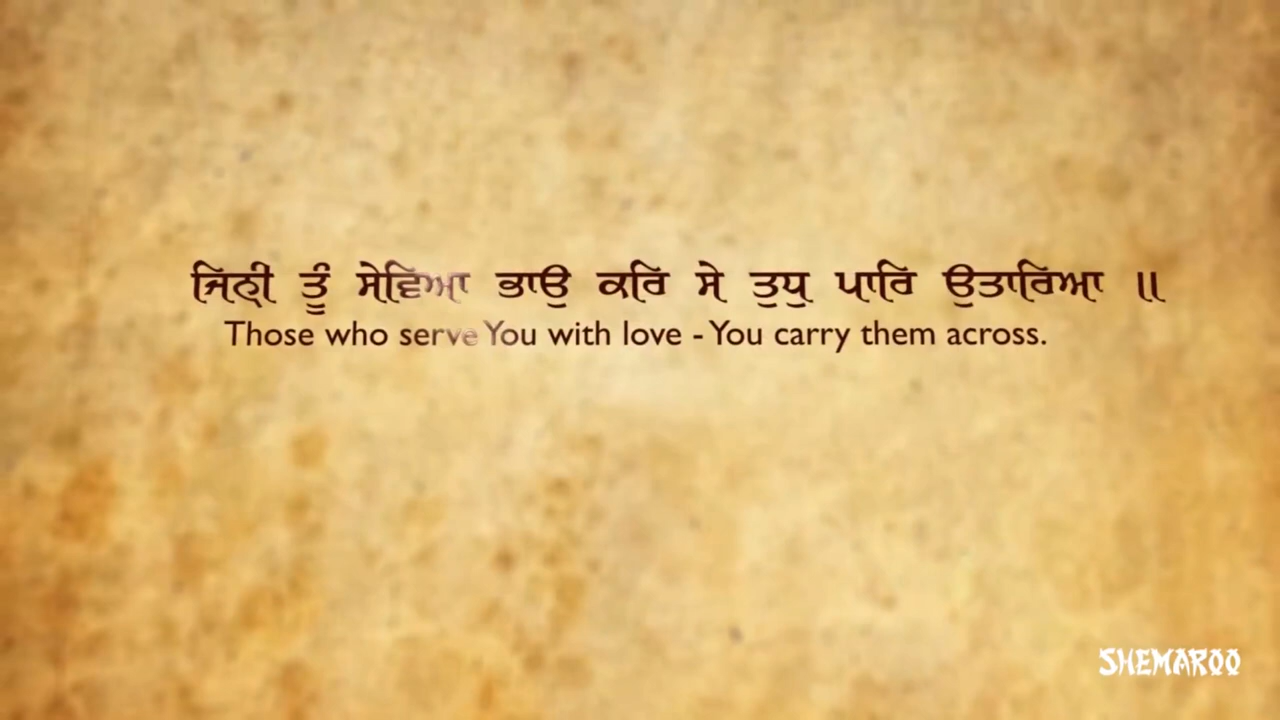 ਜਿਨੀ੍ ਤੂੰ ਸੇਵਿਆ ਭਾਉ ਕਰਿ ਸੇ ਤੁਧੁ ਪਾਰਿ ਉਤਾਰਿਆ ॥
Those who serve You with love - You carry them across.
SHEMAROO